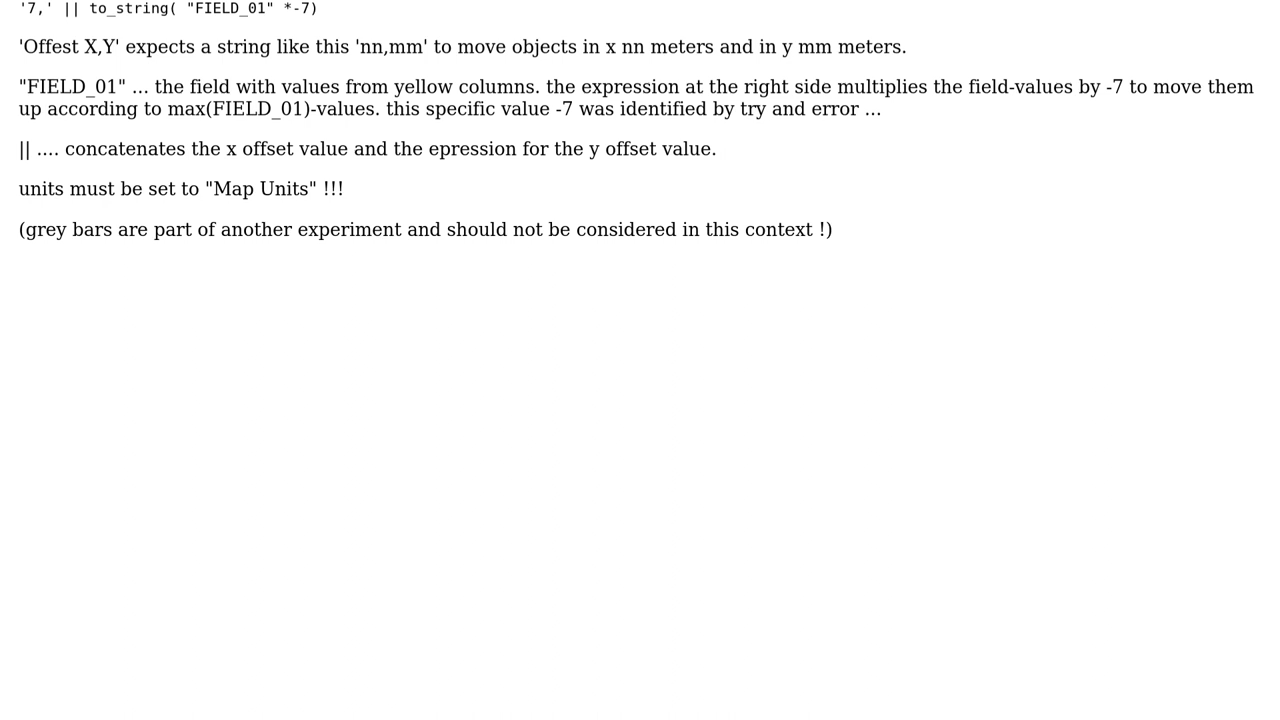 '7,' || to_string( "FIELD_01" *-7)
'Offest X,Y' expects a string like this 'nn,mm' to move objects in x nn meters and in y mm meters.
"FIELD_01" ... the field with values from yellow columns. the expression at the right side multiplies the field-values by -7 to move them
up according to max(FIELD_01)-values. this specific value -7 was identified by try and error ...
|| .... concatenates the x offset value and the epression for the y offset value.
units must be set to "Map Units" !!!
(grey bars are part of another experiment and should not be considered in this context !)